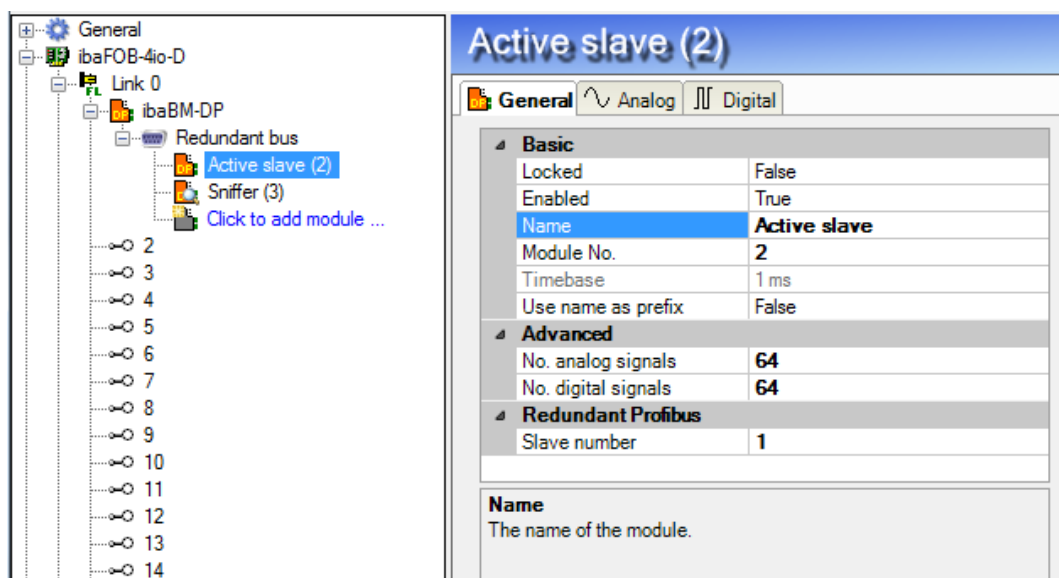 General
ibaFOB-4io-D
FL Link 0
DP ibaBM-DP
Redundant bus
DP Active slave (2)
Sniffer (3)
Click to add module ...
2
3
4
5
6
7
8
9
10
11
12
13
14
Active slave (2)
DP General Analog Digital
Basic
Locked False
Enabled True
Name Active slave
Module No. 2
Timebase 1 ms
Use name as prefix False
Advanced
No. analog signals 64
No. digital signals 64
Redundant Profibus
Slave number 1
Name
The name of the module.